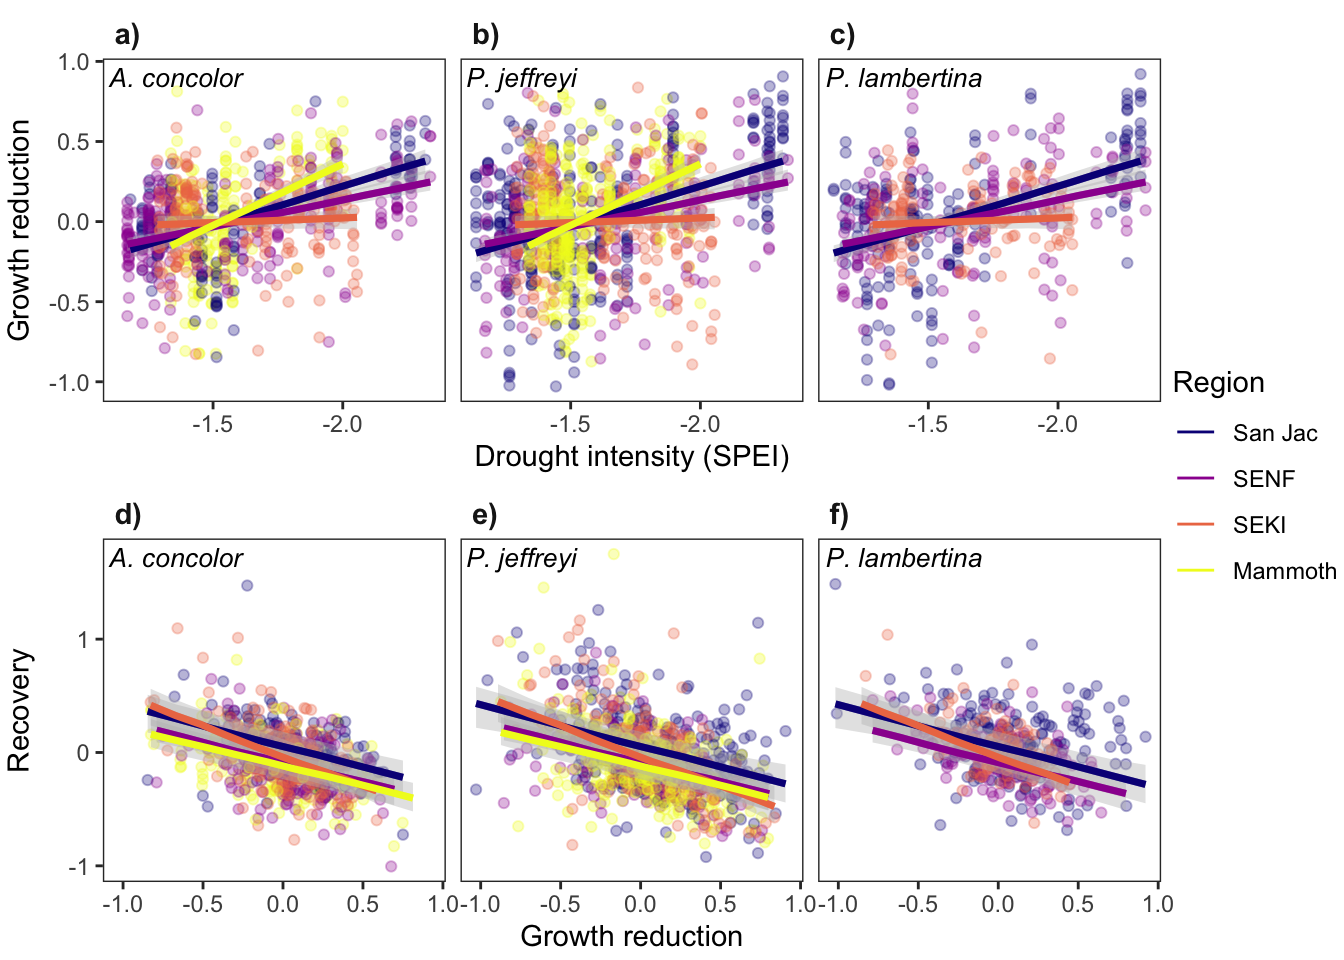 a)
b)
c)
A. concolor
P. jeffreyi
P. lambertina
1.0
0.5
0.0
-0.5
-1.0
Growth reduction
-1.5
-2.0
-1.5
-2.0
-1.5
-2.0
Drought intensity (SPEI)
Region
San Jac
SENF
SEKI
Mammoth
d)
e)
f)
A. concolor
P. jeffreyi
P. lambertina
1
0
-1
Recovery
-1.0 -0.5 0.0 0.5 1.0
-1.0 -0.5 0.0 0.5 1.0
-1.0 -0.5 0.0 0.5 1.0
Growth reduction